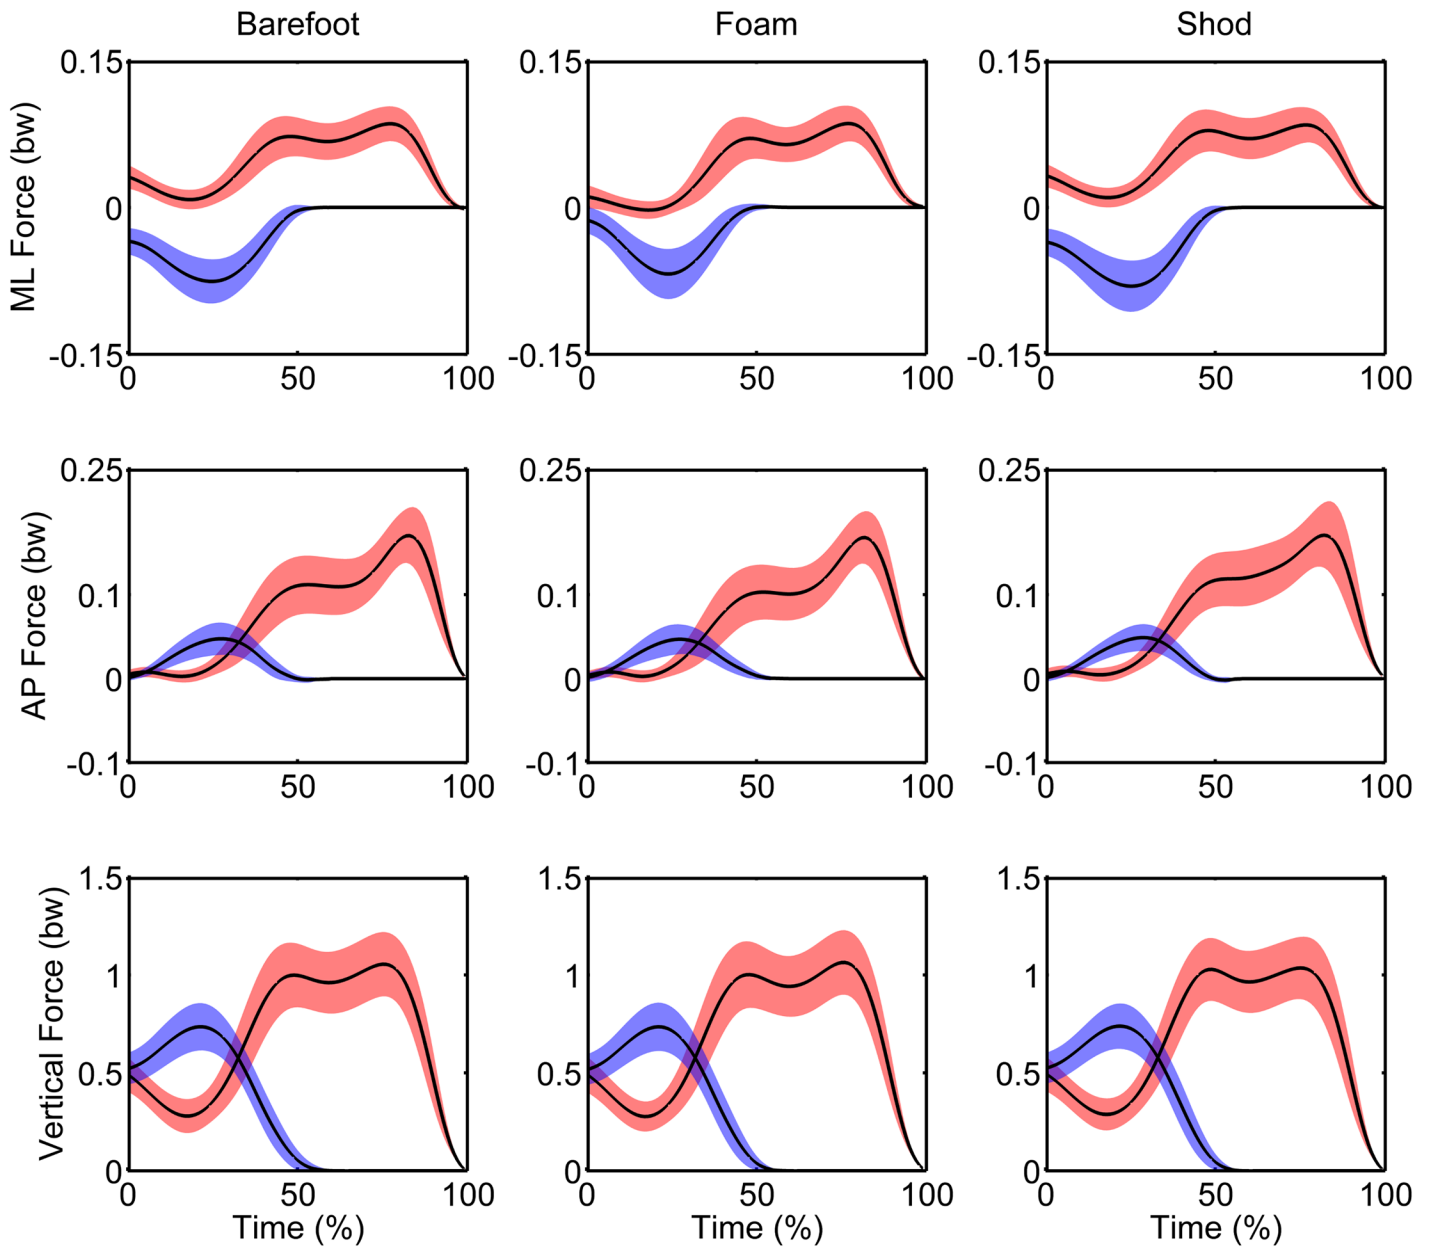 Barefoot Foam Shod
ML Force (bw)
0.15 0.15 0.15
0 0 0
-0.15 -0.15 -0.15
0 50 100 0 50 100 0 50 100
AP Force (bw)
0.25 0.25 0.25
0.1 0.1 0.1
0 0 0
-0.1 -0.1 -0.1
0 50 100 0 50 100 0 50 100
Vertical Force (bw)
1.5 1.5 1.5
1 1 1
0.5 0.5 0.5
0 0 0
0 50 100 0 50 100 0 50 100
Time (%) Time (%) Time (%)